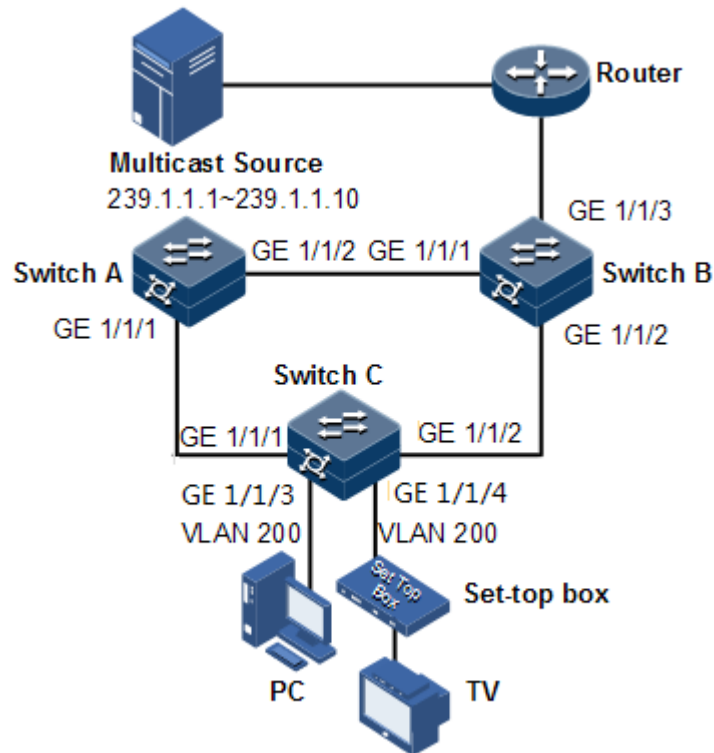 Router
Multicast Source
239.1.1.1~239.1.1.10
GE 1/1/3
Switch A
GE 1/1/2
GE 1/1/1
Switch B
GE 1/1/1
GE 1/1/2
Switch C
GE 1/1/1
GE 1/1/2
GE 1/1/3
GE 1/1/4
VLAN 200
VLAN 200
Set Top
Box
Set-top box
PC
TV